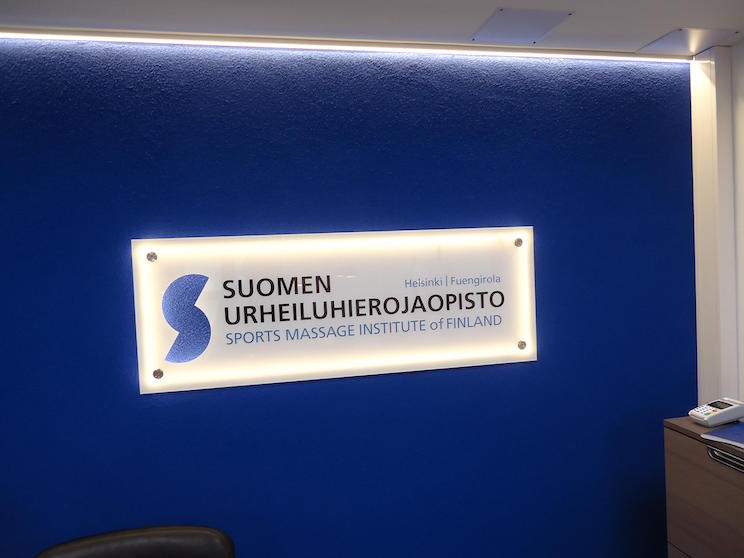 Helsinki | Fuengirola
SUOMEN
URHEILUHIEROJAOPISTO
SPORTS MASSAGE INSTITUTE of FINLAND